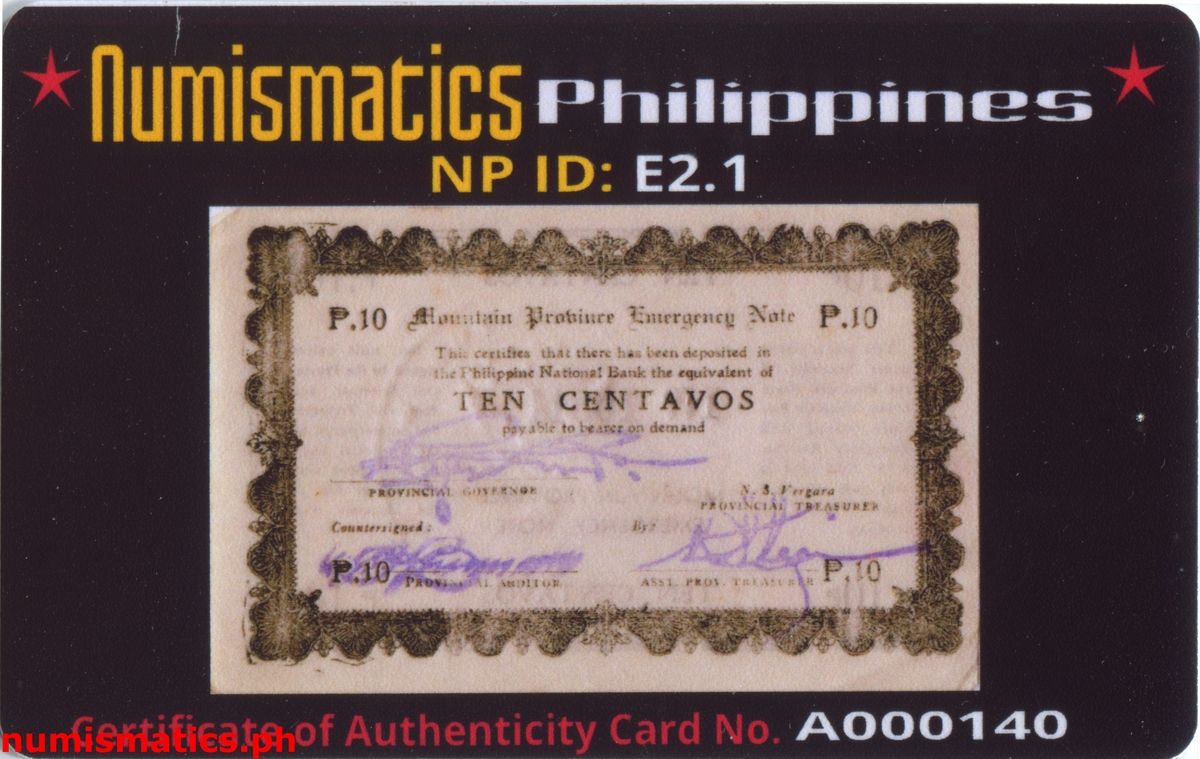 Numismatics Philippines
NP ID: E2.1
₱.10 Mountain Province Emergency Note ₱.10
This certifies that there has been deposited in
the Philippine National Bank the equivalent of
TEN CENTAVOS
payable to bearer on demand
PROVINCIAL GOVERNOR
N. S. Vergara
PROVINCIAL TREASURER
Countersigned:
By:
₱.10 PROVINCIAL AUDITOR
ASST. PROV. TREASURER ₱.10
Certificate of Authenticity Card No. A000140
numismatics.ph